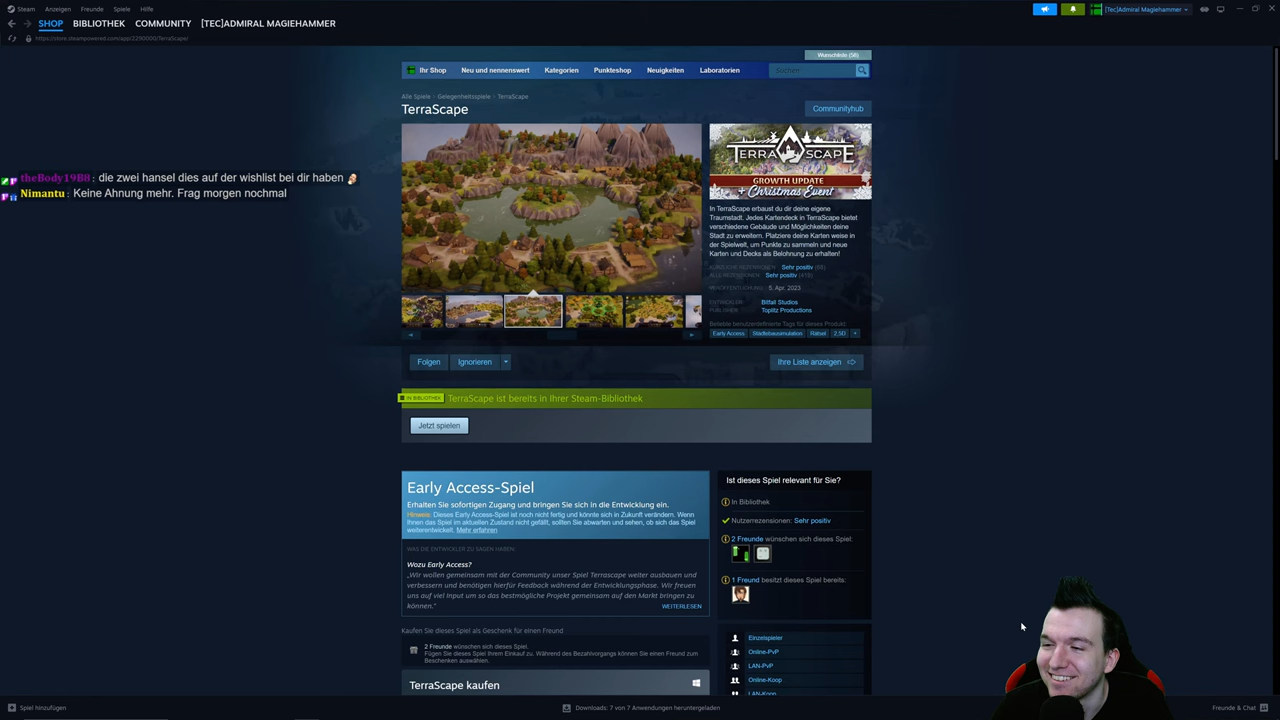 Steam Anzeigen Freunde Spiele Hilfe
[Tec]Admiral Magiehammer
SHOP BIBLIOTHEK COMMUNITY [TEC]ADMIRAL MAGIEHAMMER
https://store.steampowered.com/app/2290000/TerraScape/
Wunschliste (58)
Ihr Shop Neu und nennenswert Kategorien Punkteshop Neuigkeiten Laboratorien Suchen
Alle Spiele > Gelegenheitsspiele > TerraScape
TerraScape
Communityhub
TERRASCAPE
GROWTH UPDATE
+ CHRISTMAS EVENT
In TerraScape erbaust du dir deine eigene
Traumstadt. Jedes Kartendeck in TerraScape bietet
verschiedene Gebäude und Möglichkeiten deine
Stadt zu erweitern. Platziere deine Karten weise in
der Spielwelt, um Punkte zu sammeln und neue
Karten und Decks als Belohnung zu erhalten!
KÜRZLICHE REZENSIONEN: Sehr positiv
ALLE REZENSIONEN: Sehr positiv
VERÖFFENTLICHUNG: 5. Apr. 2023
ENTWICKLER: Bitfall Studios
PUBLISHER: Toplitz Productions
Beliebte benutzerdefinierte Tags für dieses Produkt:
Early Access Städtebausimulation Rätsel 2,5D +
theBody19B8 : die zwei hansel dies auf der wishlist bei dir haben
Nimantu : Keine Ahnung mehr. Frag morgen nochmal
Folgen Ignorieren Ihre Liste anzeigen
IN BIBLIOTHEK TerraScape ist bereits in Ihrer Steam-Bibliothek
Jetzt spielen
Early Access-Spiel
Erhalten Sie sofortigen Zugang und bringen Sie sich in die Entwicklung ein.
Hinweis: Dieses Early Access-Spiel ist noch nicht fertig und könnte sich in Zukunft verändern. Wenn
Ihnen das Spiel im aktuellen Zustand nicht gefällt, sollten Sie abwarten und sehen, ob sich das Spiel
weiterentwickelt. Mehr erfahren
WAS DIE ENTWICKLER ZU SAGEN HABEN:
Wozu Early Access?
„Wir wollen gemeinsam mit der Community unser Spiel Terrascape weiter ausbauen und
verbessern und benötigen hierfür Feedback während der Entwicklungsphase. Wir freuen
uns auf viel Input um so das bestmögliche Projekt gemeinsam auf den Markt bringen zu
können.“
WEITERLESEN
Kaufen Sie dieses Spiel als Geschenk für einen Freund
2 Freunde wünschen sich dieses Spiel.
Fügen Sie dieses Spiel Ihrem Einkauf zu. Während des Bezahlvorgangs können Sie einen Freund zum
Beschenken auswählen.
TerraScape kaufen
Ist dieses Spiel relevant für Sie?
In Bibliothek
Nutzerrezensionen: Sehr positiv
2 Freunde wünschen sich dieses Spiel:
1 Freund besitzt dieses Spiel bereits:
Einzelspieler
Online-PvP
LAN-PvP
Online-Koop
LAN-Koop
Spiel hinzufügen
Downloads: 7 von 7 Anwendungen heruntergeladen
Freunde & Chat